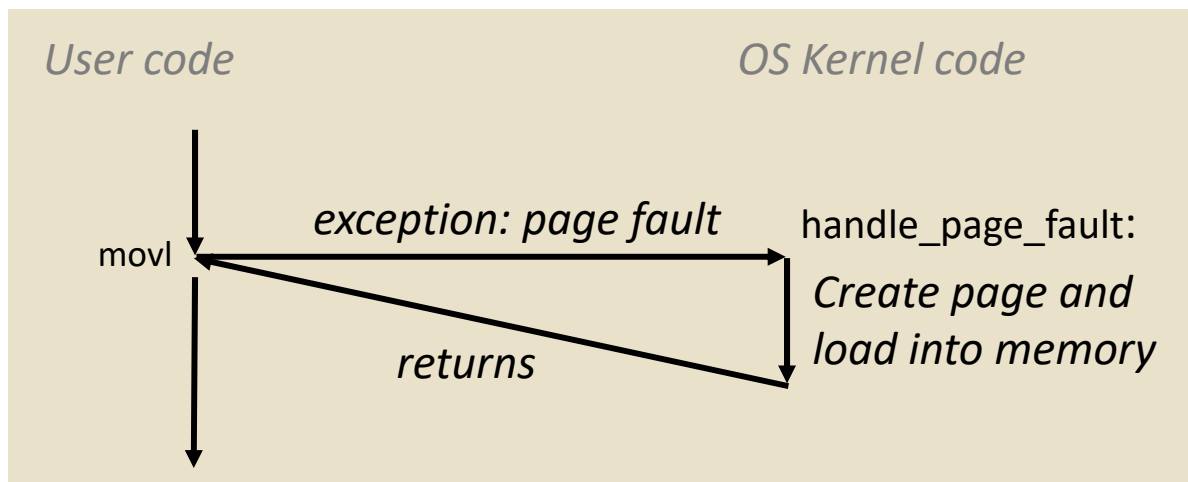 User code
OS Kernel code
exception: page fault
handle_page_fault:
movl
Create page and
load into memory
returns